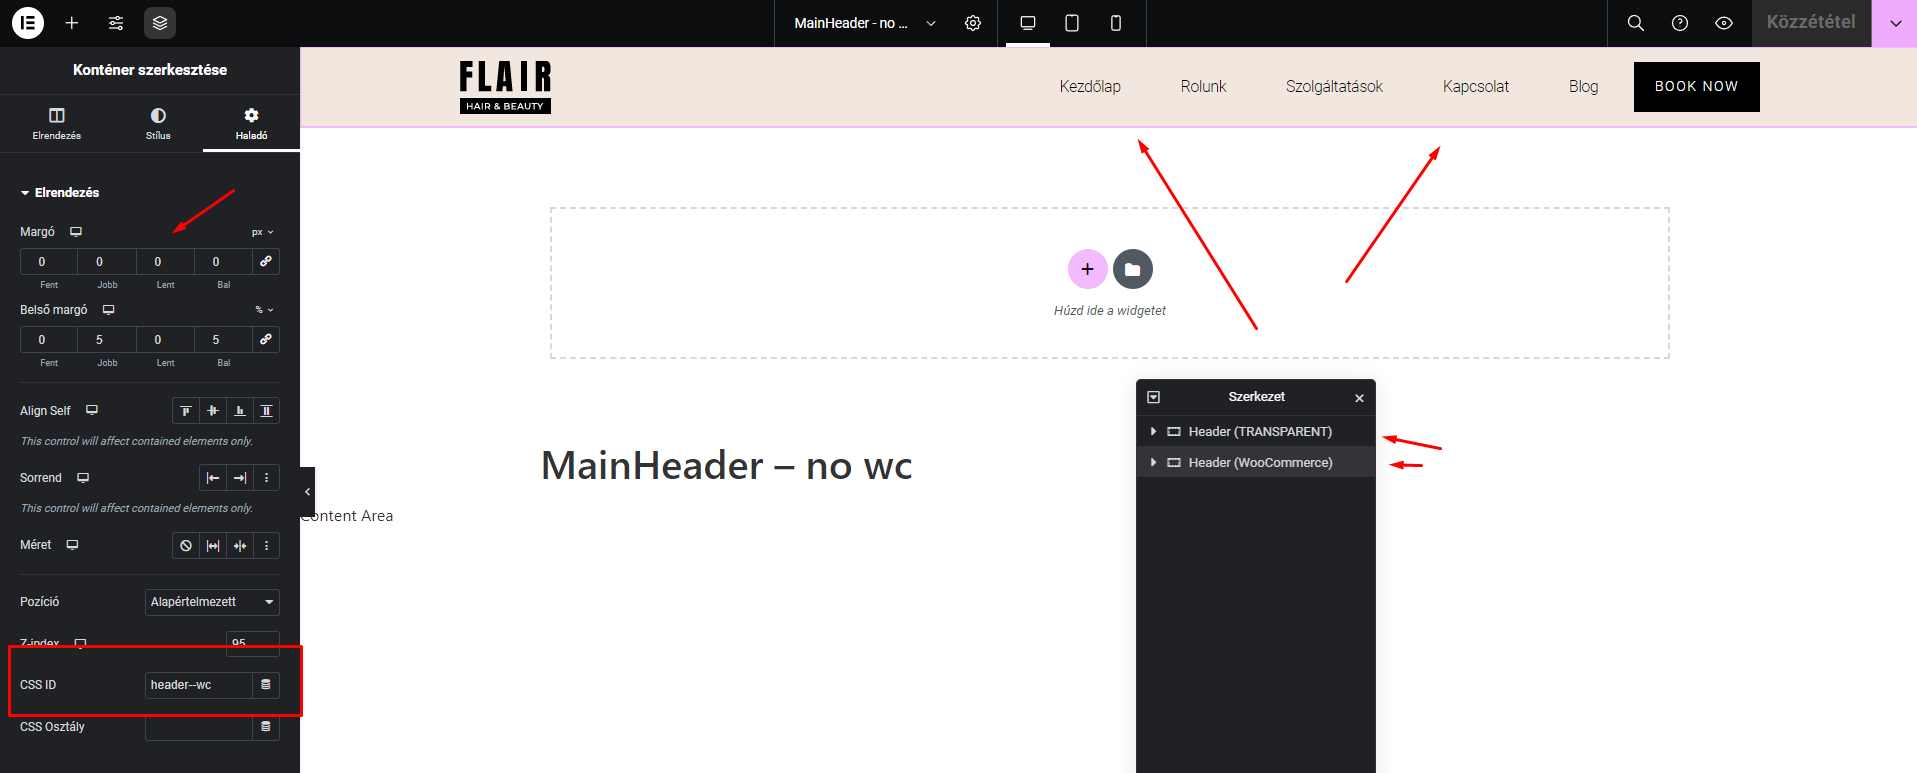 MainHeader - no ...
Közzététel
Konténer szerkesztése
Elrendezés
Stílus
Haladó
Elrendezés
Margó
px
0
0
0
0
Fent
Jobb
Lent
Bal
Belső margó
%
0
5
0
5
Fent
Jobb
Lent
Bal
Align Self
This control will affect contained elements only.
Sorrend
This control will affect contained elements only.
Méret
Pozíció
Alapértelmezett
Z-index
95
CSS ID
header--wc
CSS Osztály
FLAIR
HAIR & BEAUTY
Kezdőlap
Rolunk
Szolgáltatások
Kapcsolat
Blog
BOOK NOW
Húzd ide a widgetet
MainHeader – no wc
Content Area
Szerkezet
Header (TRANSPARENT)
Header (WooCommerce)